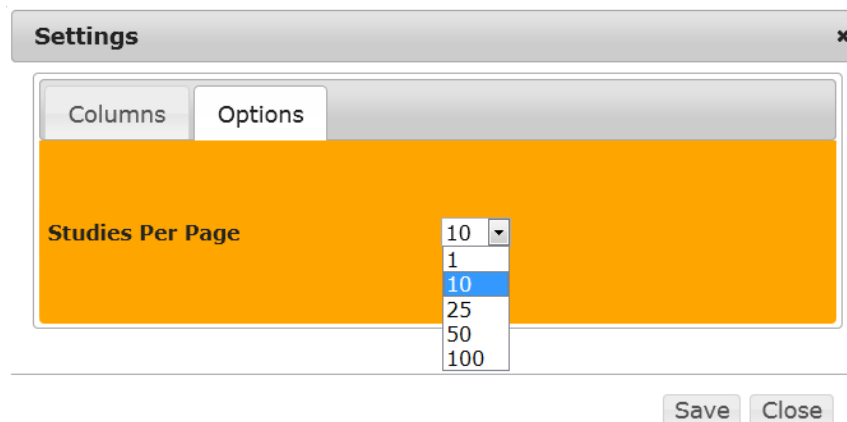 Settings
Columns Options
Studies Per Page 10
1
10
25
50
100
Save Close